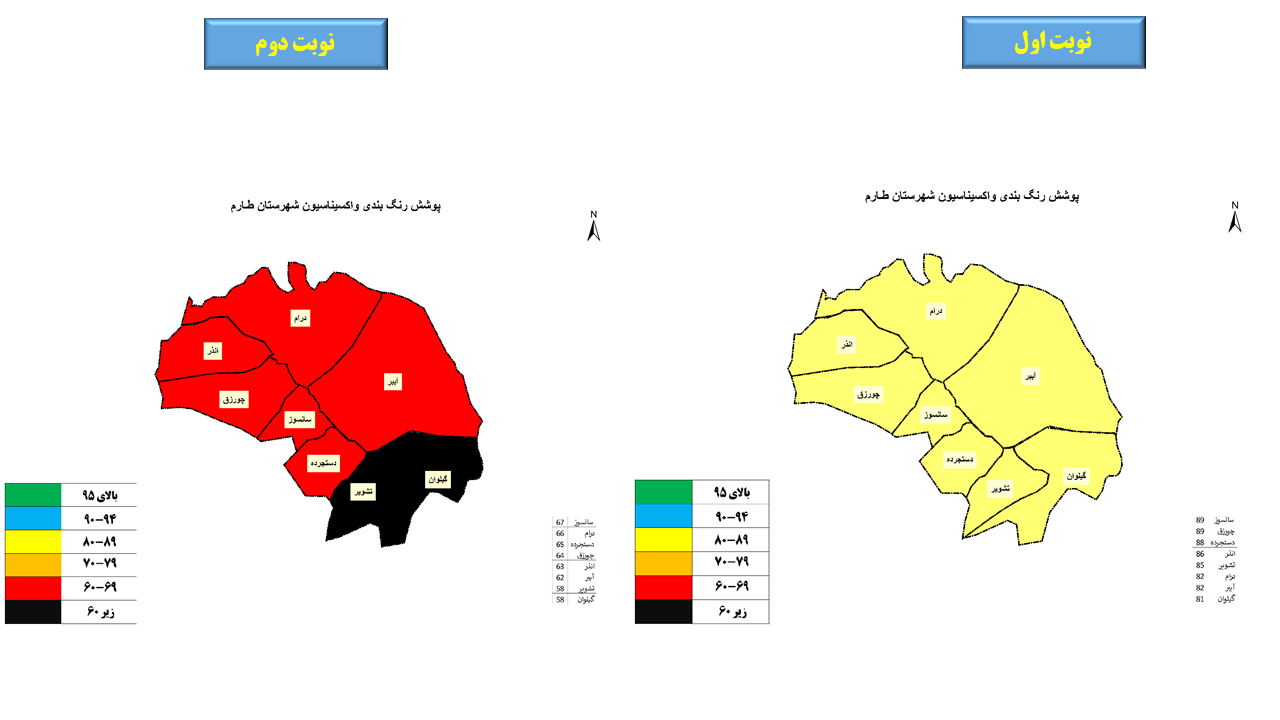 نوبت اول
پوشش رنگ بندی واکسیناسیون شهرستان طارم
N
درام
انذر
آببر
چورزق
سانسوز
دستجرده
تشویر
گیلوان
بالای ۹۵
۹۰-۹۴
۸۰-۸۹
۷۰-۷۹
۶۰-۶۹
زیر ۶۰
سانسوز 89
چورزق 89
دستجرده 88
انذر 86
تشویر 85
درام 82
آببر 82
گیلوان 81
نوبت دوم
پوشش رنگ بندی واکسیناسیون شهرستان طارم
N
درام
انذر
آببر
چورزق
سانسوز
دستجرده
تشویر
گیلوان
بالای ۹۵
۹۰-۹۴
۸۰-۸۹
۷۰-۷۹
۶۰-۶۹
زیر ۶۰
سانسوز 67
درام 66
دستجرده 65
چورزق 64
انذر 63
آببر 62
تشویر 58
گیلوان 58